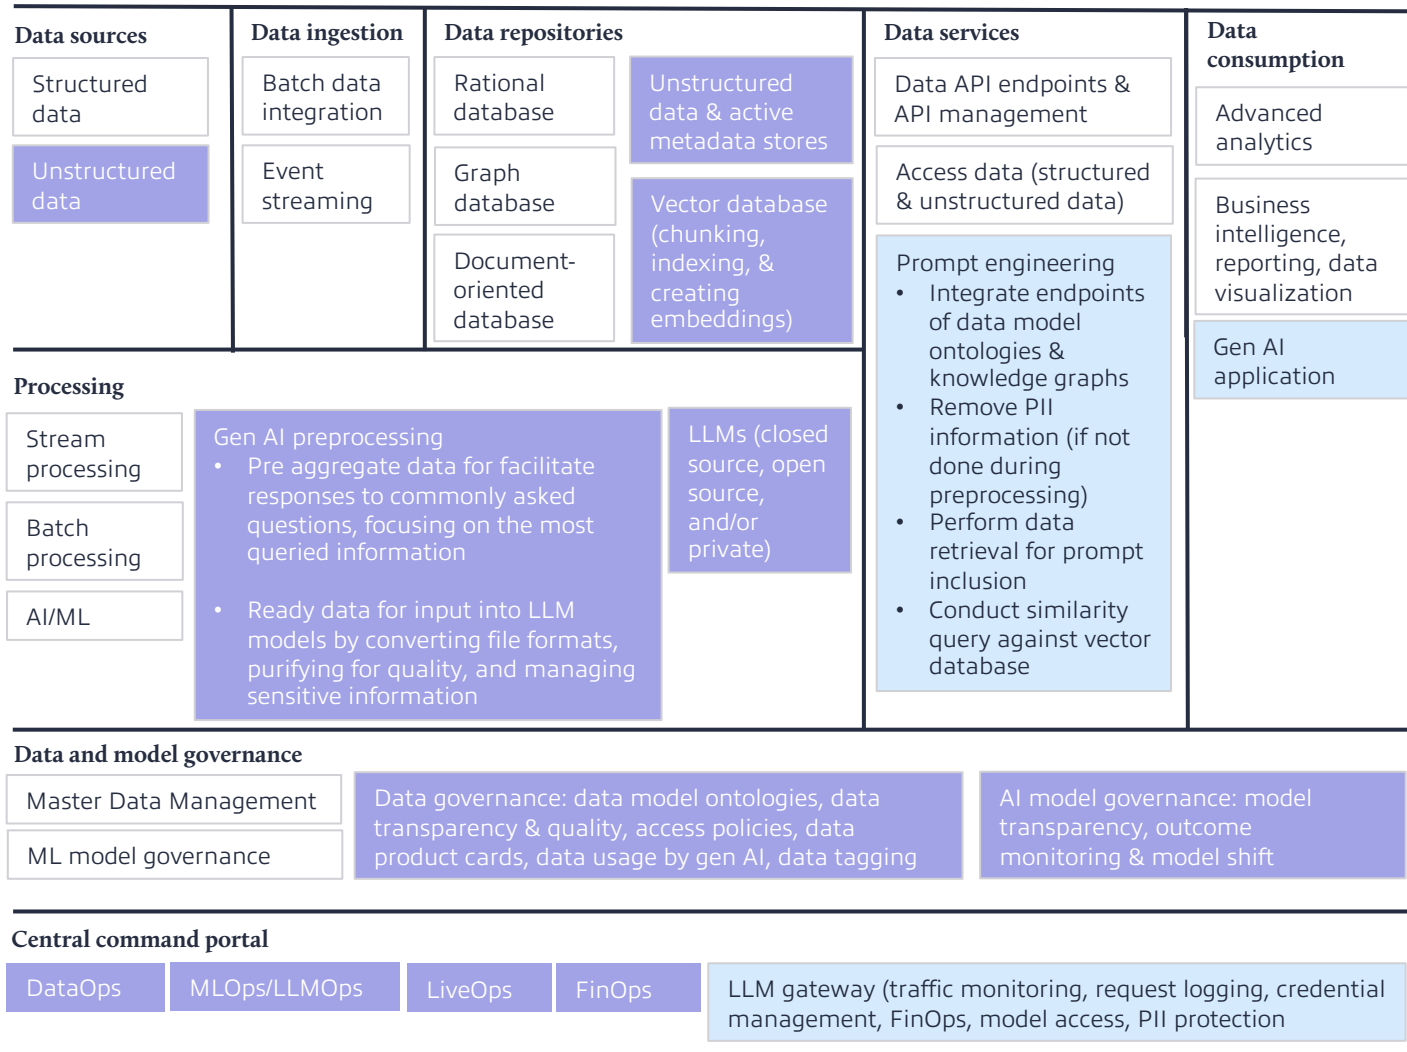 Data sources
Structured
data
Unstructured
data
Data ingestion
Batch data
integration
Event
streaming
Data repositories
Rational
database
Graph
database
Document-
oriented
database
Unstructured
data & active
metadata stores
Vector database
(chunking,
indexing, &
creating
embeddings)
Data services
Data API endpoints &
API management
Access data (structured
& unstructured data)
Prompt engineering
• Integrate endpoints
of data model
ontologies &
knowledge graphs
• Remove PII
information (if not
done during
preprocessing)
• Perform data
retrieval for prompt
inclusion
• Conduct similarity
query against vector
database
Data
consumption
Advanced
analytics
Business
intelligence,
reporting, data
visualization
Gen AI
application
Processing
Stream
processing
Batch
processing
AI/ML
Gen AI preprocessing
• Pre aggregate data for facilitate
responses to commonly asked
questions, focusing on the most
queried information
• Ready data for input into LLM
models by converting file formats,
purifying for quality, and managing
sensitive information
LLMs (closed
source, open
source,
and/or
private)
Data and model governance
Master Data Management
ML model governance
Data governance: data model ontologies, data
transparency & quality, access policies, data
product cards, data usage by gen AI, data tagging
AI model governance: model
transparency, outcome
monitoring & model shift
Central command portal
DataOps
MLOps/LLMOps
LiveOps
FinOps
LLM gateway (traffic monitoring, request logging, credential
management, FinOps, model access, PII protection